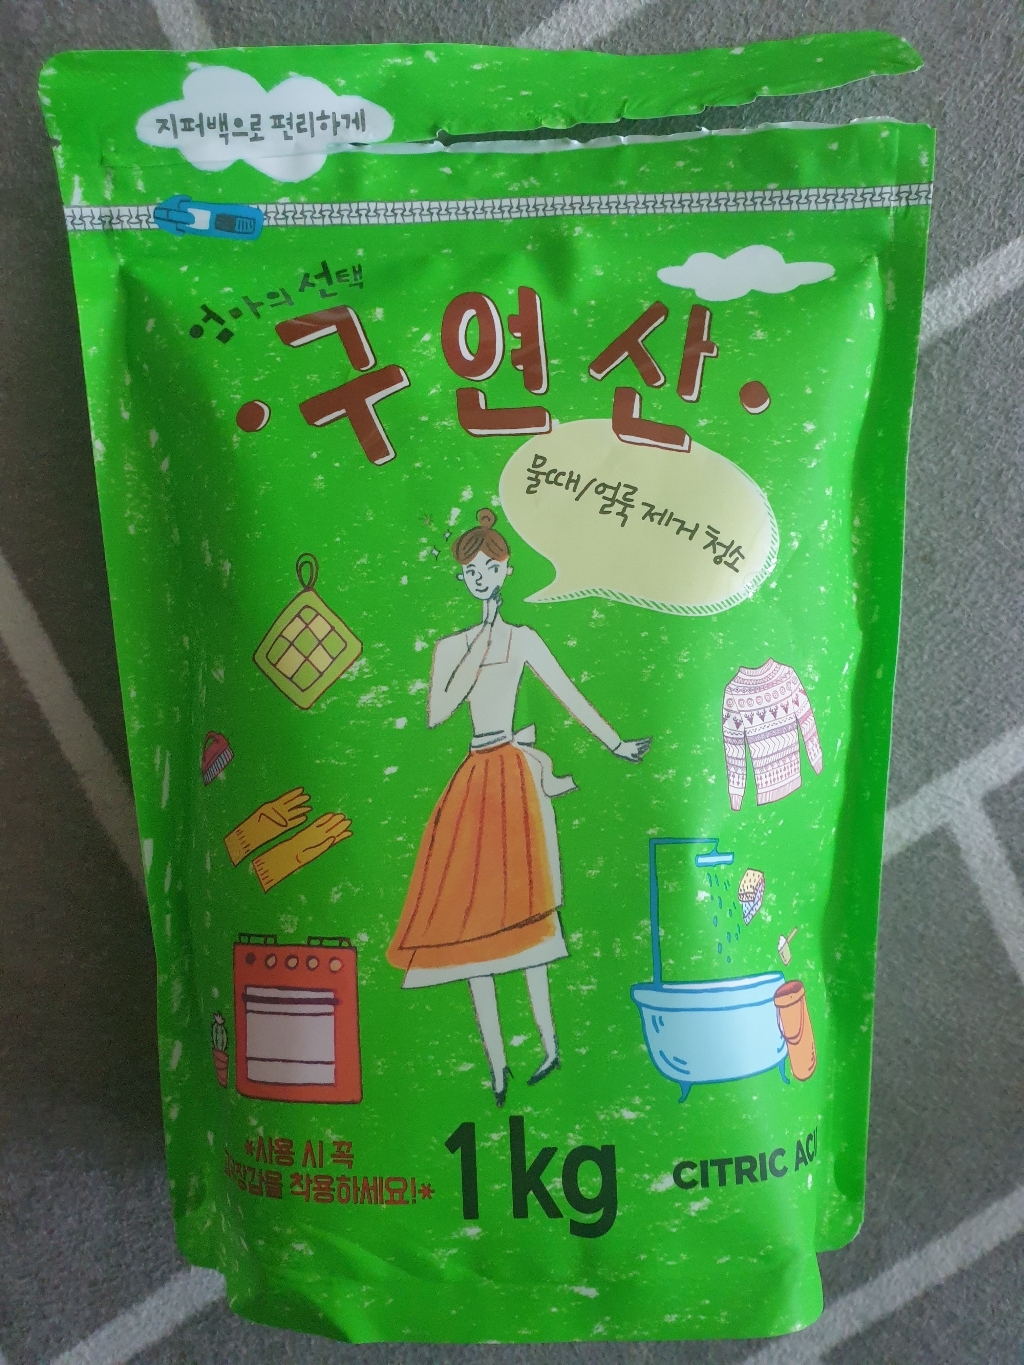 지퍼백으로 편리하게
엄마의 선택
구연산
물때/얼룩 제거 청소
*사용 시 꼭
고무장갑을 착용하세요!*
1kg
CITRIC ACI